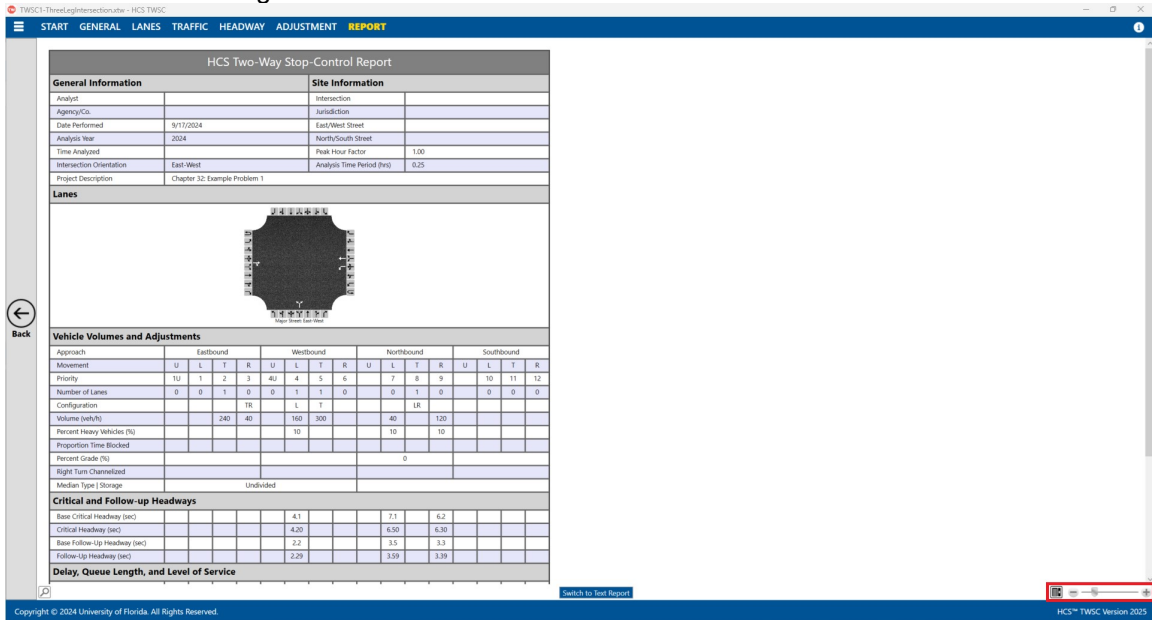 TWSC1-ThreeLegIntersection.xtw - HCS TWSC
START GENERAL LANES TRAFFIC HEADWAY ADJUSTMENT REPORT
HCS Two-Way Stop-Control Report
General Information Site Information
Analyst Intersection
Agency/Co. Jurisdiction
Date Performed 9/17/2024 East/West Street
Analysis Year 2024 North/South Street
Time Analyzed Peak Hour Factor 1.00
Intersection Orientation East-West Analysis Time Period (hrs) 0.25
Project Description Chapter 32: Example Problem 1
Lanes
Major Street East-West
Back
Vehicle Volumes and Adjustments
Approach Eastbound Westbound Northbound Southbound
Movement U L T R U L T R U L T R U L T R
Priority 1U 1 2 3 4U 4 5 6 7 8 9 10 11 12
Number of Lanes 0 0 1 0 0 1 1 0 0 1 0 0 0 0
Configuration TR L T LR
Volume (veh/h) 240 40 160 300 40 120
Percent Heavy Vehicles (%) 10 10 10
Proportion Time Blocked
Percent Grade (%) 0
Right Turn Channelized
Median Type | Storage Undivided
Critical and Follow-up Headways
Base Critical Headway (sec) 4.1 7.1 6.2
Critical Headway (sec) 4.20 6.50 6.30
Base Follow-Up Headway (sec) 2.2 3.5 3.3
Follow-Up Headway (sec) 2.29 3.59 3.39
Delay, Queue Length, and Level of Service
Switch to Text Report
Copyright © 2024 University of Florida. All Rights Reserved. HCS™ TWSC Version 2025